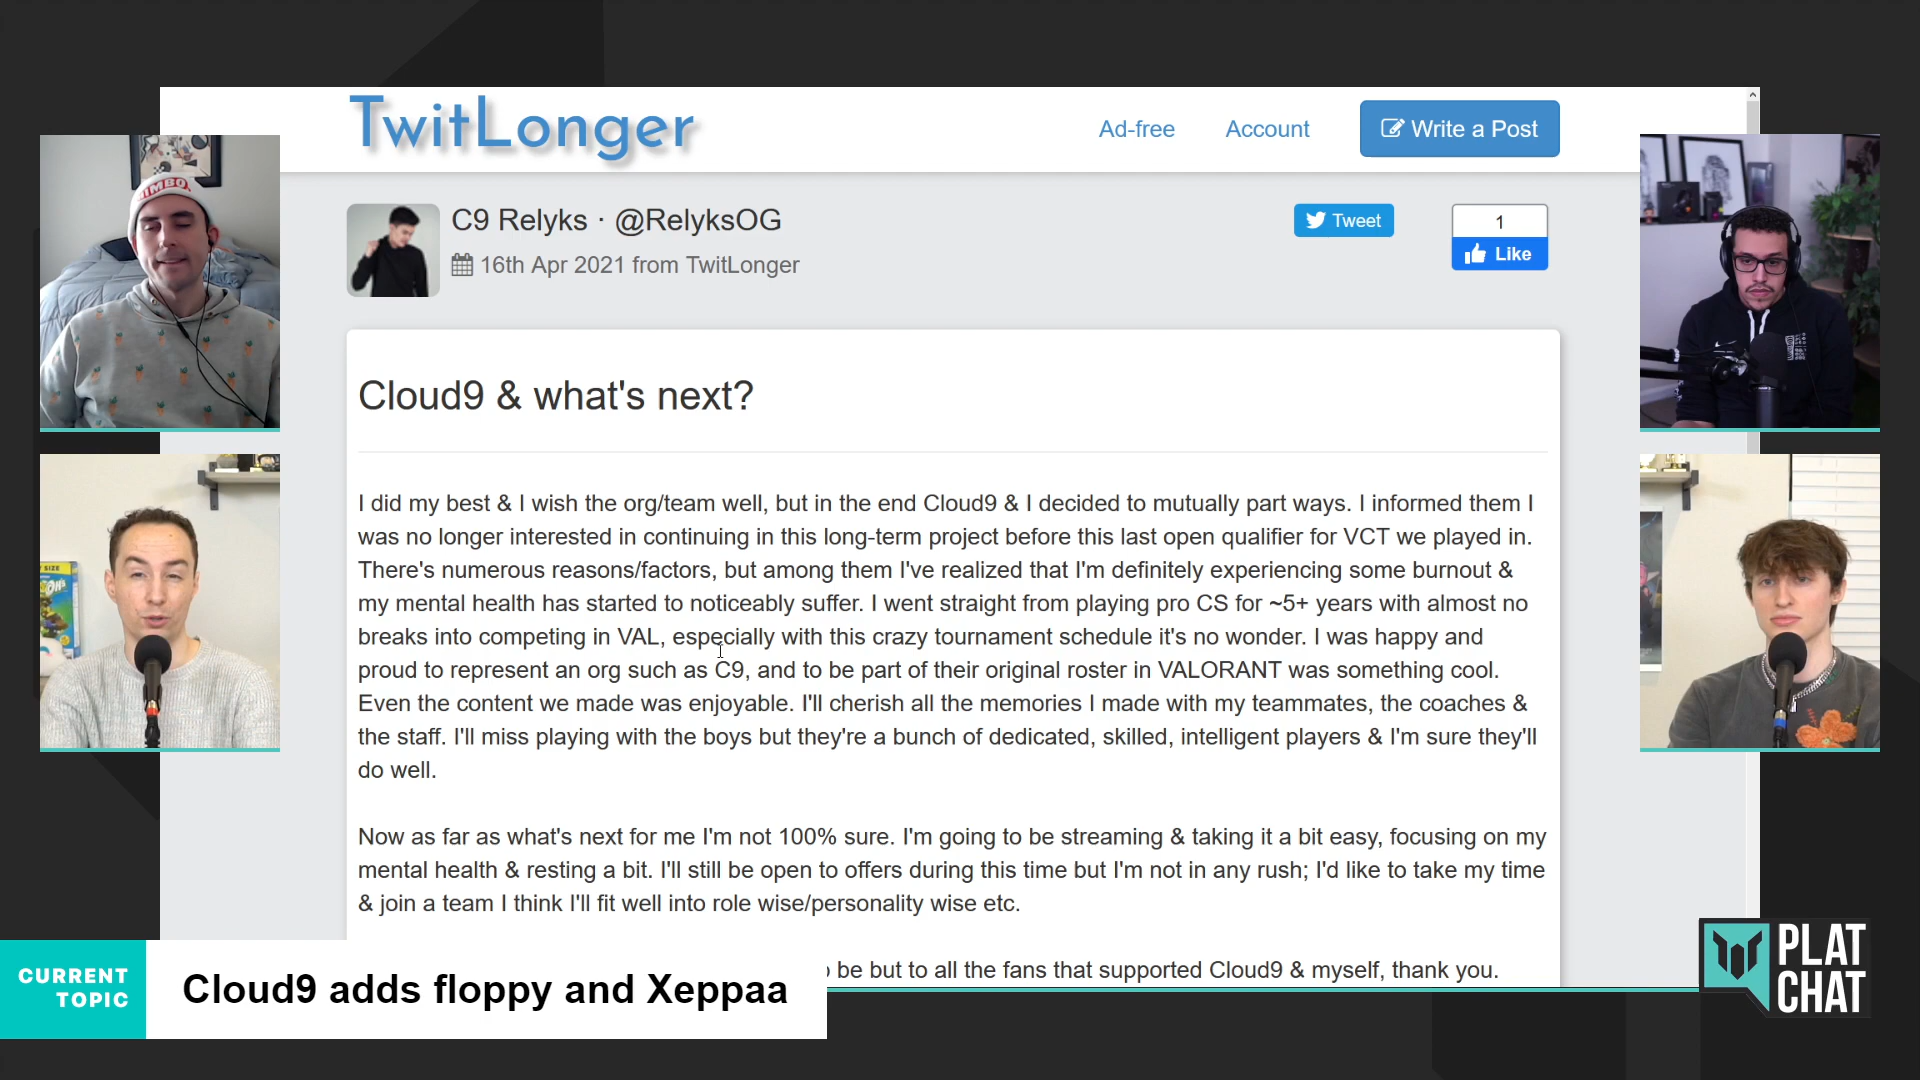 TwitLonger
Ad-free
Account
Write a Post
C9 Relyks · @RelyksOG
16th Apr 2021 from TwitLonger
Tweet
1
Like
Cloud9 & what's next?
I did my best & I wish the org/team well, but in the end Cloud9 & I decided to mutually part ways. I informed them I
was no longer interested in continuing in this long-term project before this last open qualifier for VCT we played in.
There's numerous reasons/factors, but among them I've realized that I'm definitely experiencing some burnout &
my mental health has started to noticeably suffer. I went straight from playing pro CS for ~5+ years with almost no
breaks into competing in VAL, especially with this crazy tournament schedule it's no wonder. I was happy and
proud to represent an org such as C9, and to be part of their original roster in VALORANT was something cool.
Even the content we made was enjoyable. I'll cherish all the memories I made with my teammates, the coaches &
the staff. I'll miss playing with the boys but they're a bunch of dedicated, skilled, intelligent players & I'm sure they'll
do well.
Now as far as what's next for me I'm not 100% sure. I'm going to be streaming & taking it a bit easy, focusing on my
mental health & resting a bit. I'll still be open to offers during this time but I'm not in any rush; I'd like to take my time
& join a team I think I'll fit well into role wise/personality wise etc.
be but to all the fans that supported Cloud9 & myself, thank you.
CURRENT
TOPIC
Cloud9 adds floppy and Xeppaa
PLAT
CHAT